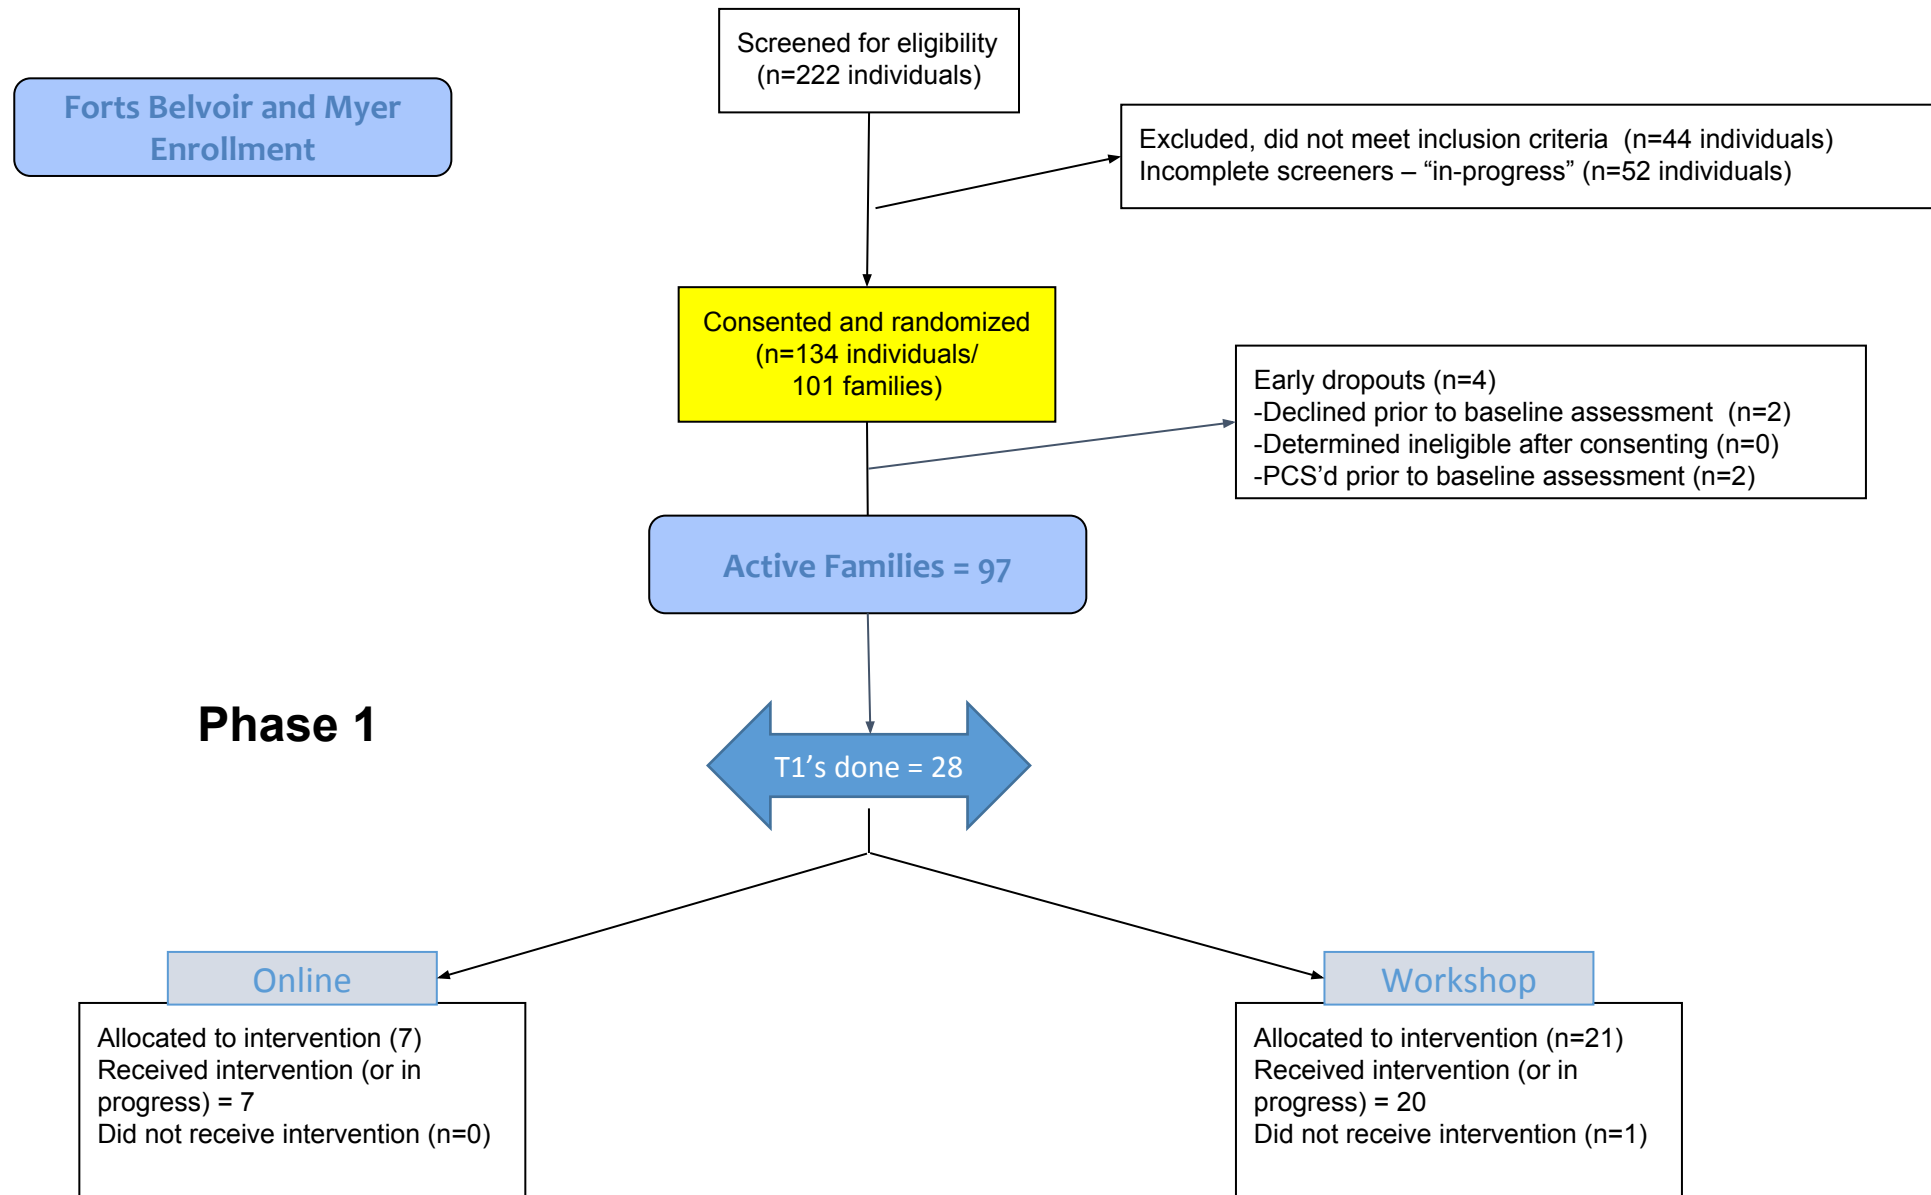 Screened for eligibility
(n=222 individuals)
Forts Belvoir and Myer
Enrollment
Excluded, did not meet inclusion criteria  (n=44 individuals)
Incomplete screeners – “in-progress” (n=52 individuals)
Consented and randomized
(n=134 individuals/
101 families)
Early dropouts (n=4)
-Declined prior to baseline assessment  (n=2)
-Determined ineligible after consenting (n=0)
-PCS’d prior to baseline assessment (n=2)
Active Families = 97
Phase 1
T1’s done = 28
Online
Allocated to intervention (7)
Received intervention (or in
progress) = 7
Did not receive intervention (n=0)
Workshop
Allocated to intervention (n=21)
Received intervention (or in
progress) = 20
Did not receive intervention (n=1)